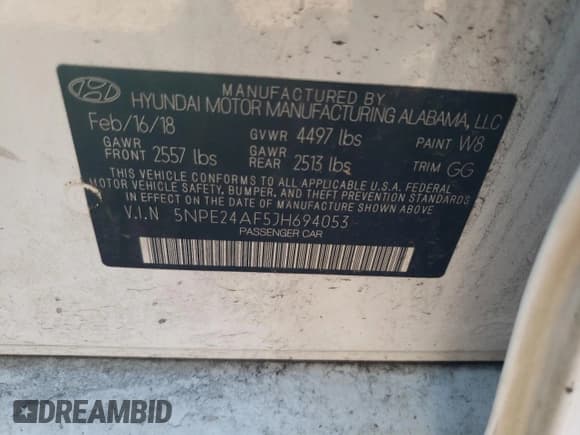 MANUFACTURED BY
HYUNDAI MOTOR MANUFACTURING ALABAMA, LLC
Feb/16/18 GVWR 4497 lbs PAINT W8
GAWR FRONT 2557 lbs GAWR REAR 2513 lbs TRIM GG
THIS VEHICLE CONFORMS TO ALL APPLICABLE U.S.A. FEDERAL
MOTOR VEHICLE SAFETY, BUMPER, AND THEFT PREVENTION STANDARDS IN
EFFECT ON THE DATE OF MANUFACTURE SHOWN ABOVE.
V.I.N 5NPE24AF5JH694053
PASSENGER CAR
DREAMBID